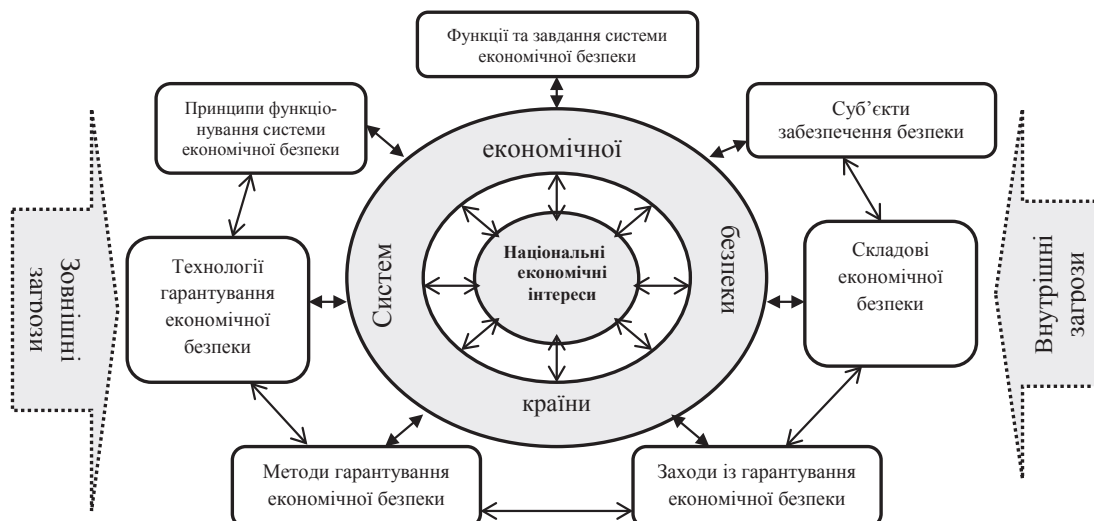 Функції та завдання системи
економічної безпеки
Принципи функціо-
нування системи
економічної безпеки
Суб’єкти
забезпечення безпеки
економічної
Систем
безпеки
країни
Національні
економічні
інтереси
Зовнішні
загрози
Технології
гарантування
економічної
безпеки
Складові
економічної
безпеки
Внутрішні
загрози
Методи гарантування
економічної безпеки
Заходи із гарантування
економічної безпеки